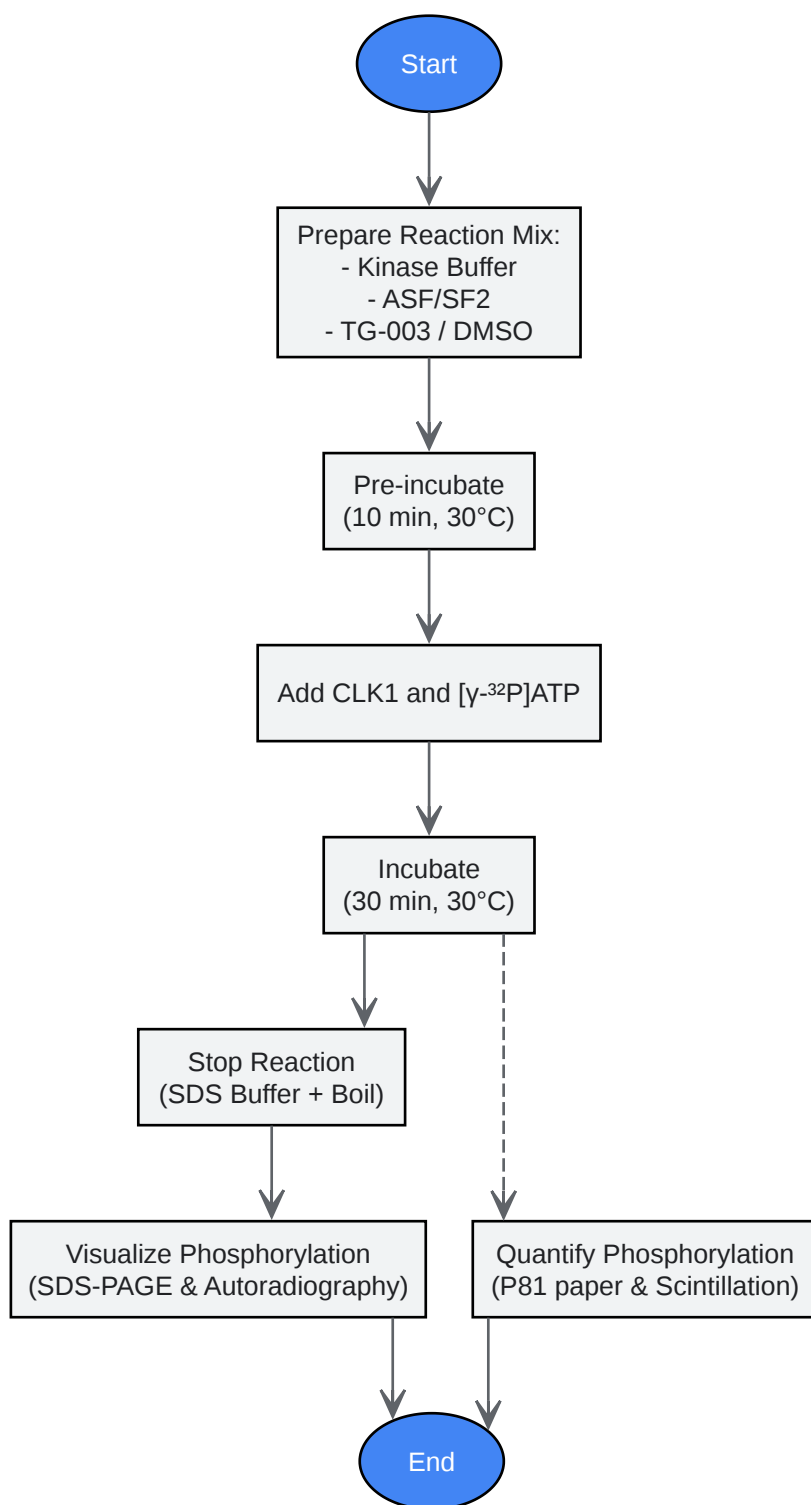 Start
Prepare Reaction Mix:
- Kinase Buffer
- ASF/SF2
- TG-003 / DMSO
Pre-incubate
(10 min, 30°C)
Add CLK1 and [γ-³²P]ATP
Incubate
(30 min, 30°C)
Stop Reaction
(SDS Buffer + Boil)
Visualize Phosphorylation
(SDS-PAGE & Autoradiography)
Quantify Phosphorylation
(P81 paper & Scintillation)
End